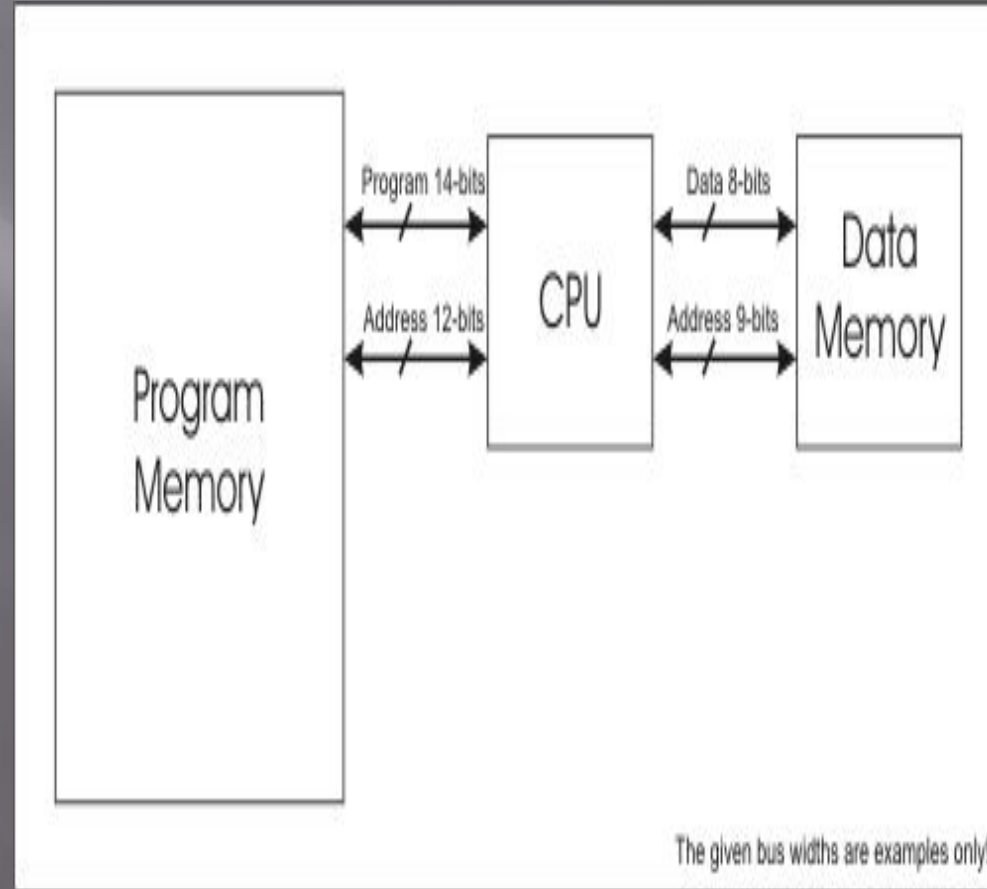 Program 14-bits
Address 12-bits
Program
Memory
CPU
Data 8-bits
Address 9-bits
Data
Memory
The given bus widths are examples only!